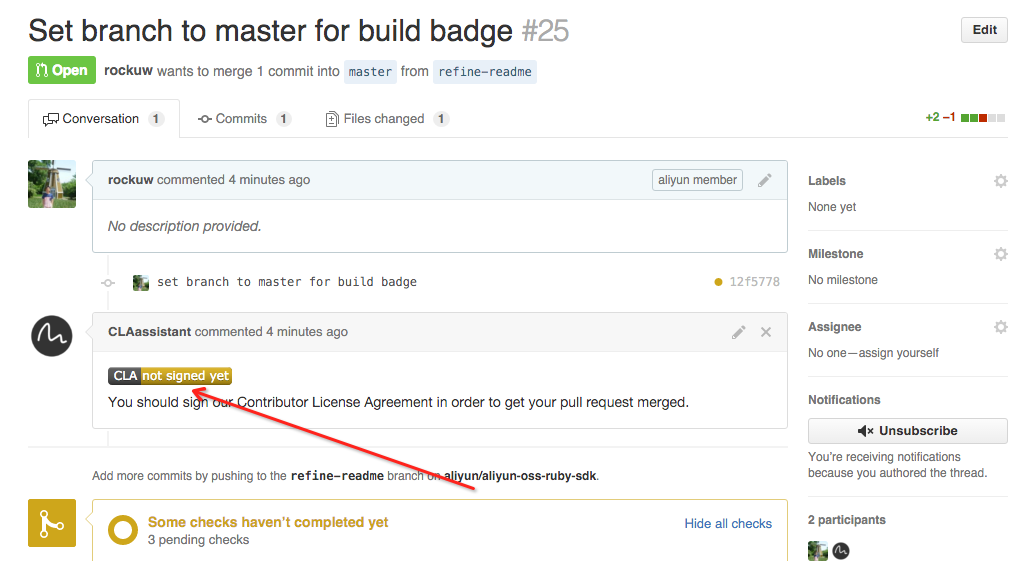 Set branch to master for build badge #25
Edit
Open rockuw wants to merge 1 commit into master from refine-readme
Conversation 1 Commits 1 Files changed 1
+2 −1
rockuw commented 4 minutes ago
aliyun member
No description provided.
set branch to master for build badge
12f5778
CLAassistant commented 4 minutes ago
CLA not signed yet
You should sign our Contributor License Agreement in order to get your pull request merged.
Add more commits by pushing to the refine-readme branch on aliyun/aliyun-oss-ruby-sdk.
Some checks haven’t completed yet
3 pending checks
Hide all checks
Labels
None yet
Milestone
No milestone
Assignee
No one—assign yourself
Notifications
Unsubscribe
You’re receiving notifications
because you authored the thread.
2 participants